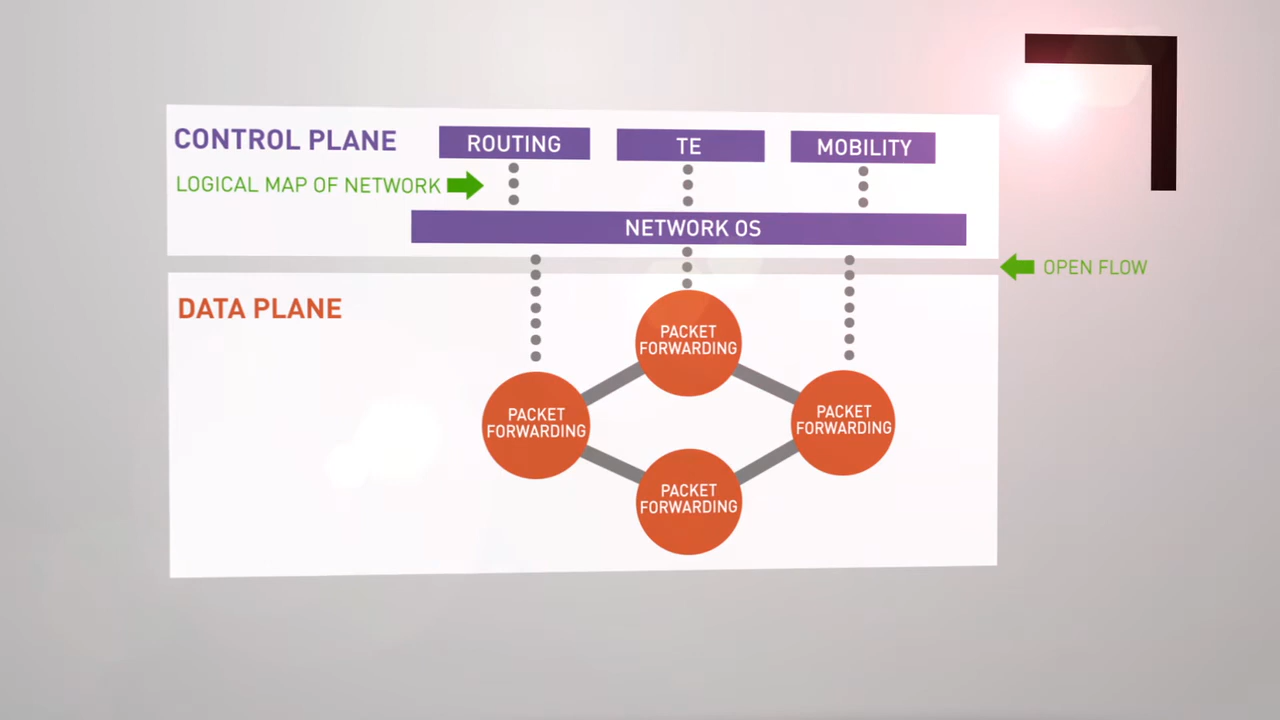 CONTROL PLANE
ROUTING
TE
MOBILITY
LOGICAL MAP OF NETWORK
NETWORK OS
OPEN FLOW
DATA PLANE
PACKET
FORWARDING
PACKET
FORWARDING
PACKET
FORWARDING
PACKET
FORWARDING